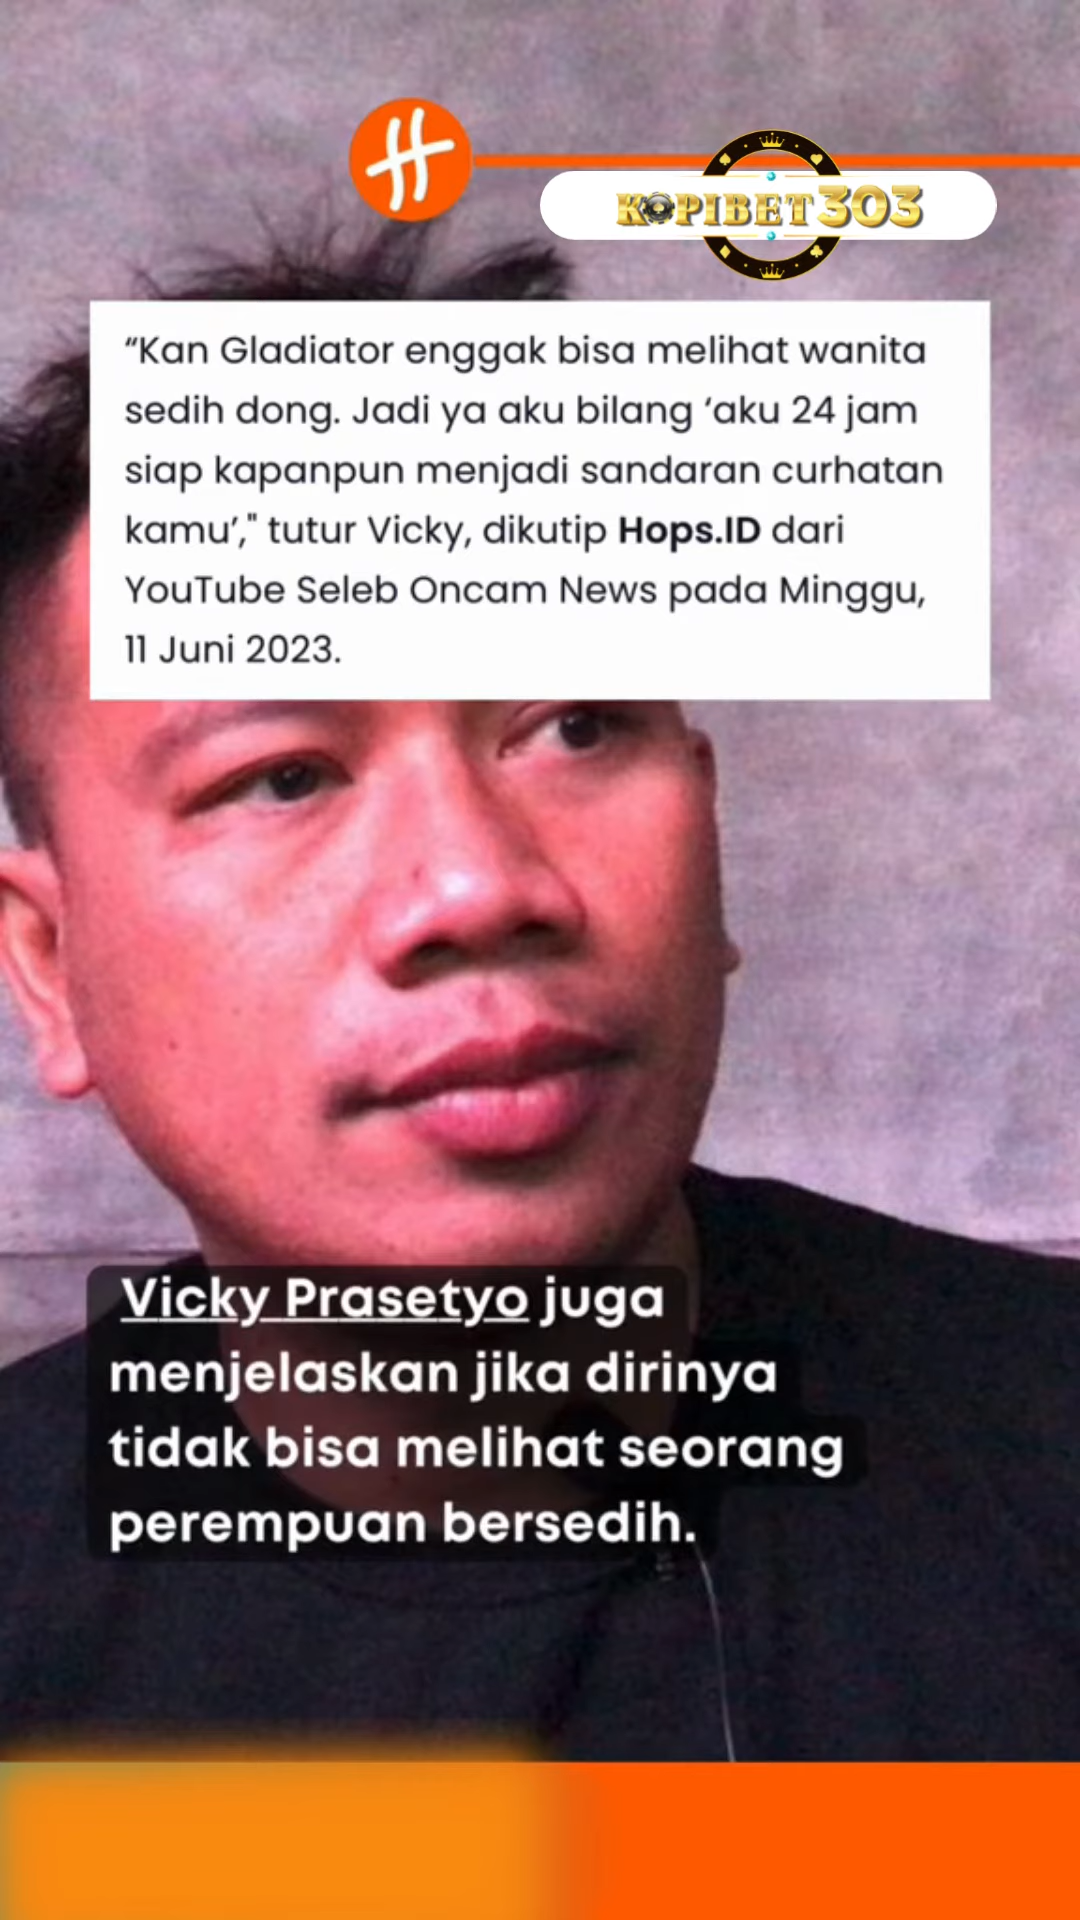 KOPIBET303
“Kan Gladiator enggak bisa melihat wanita
sedih dong. Jadi ya aku bilang ‘aku 24 jam
siap kapanpun menjadi sandaran curhatan
kamu’," tutur Vicky, dikutip Hops.ID dari
YouTube Seleb Oncam News pada Minggu,
11 Juni 2023.
Vicky Prasetyo juga
menjelaskan jika dirinya
tidak bisa melihat seorang
perempuan bersedih.